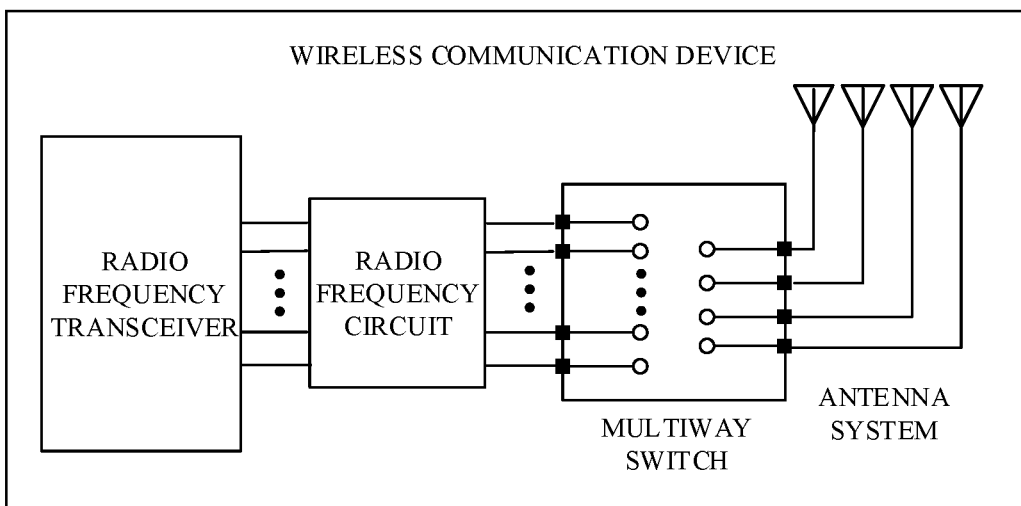 WIRELESS COMMUNICATION DEVICE
RADIO
FREQUENCY
TRANSCEIVER
RADIO
FREQUENCY
CIRCUIT
MULTIWAY
SWITCH
ANTENNA
SYSTEM